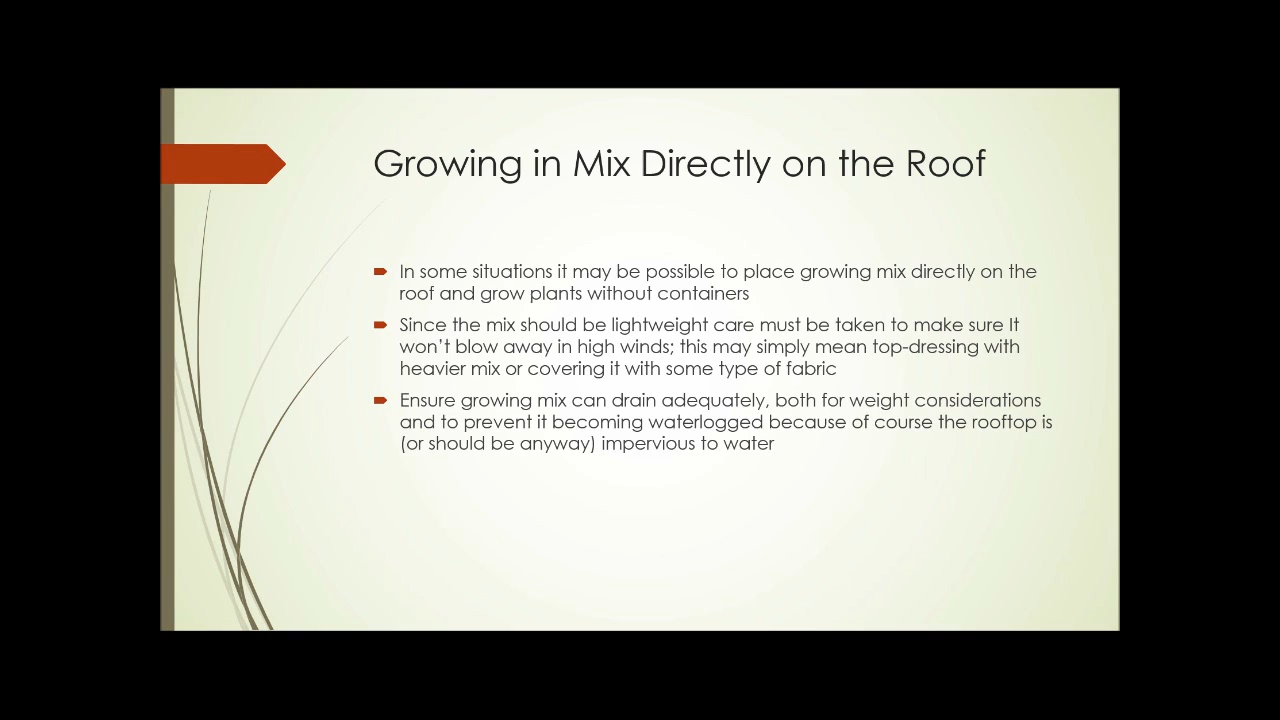 Growing in Mix Directly on the Roof
In some situations it may be possible to place growing mix directly on the
roof and grow plants without containers
Since the mix should be lightweight care must be taken to make sure It
won’t blow away in high winds; this may simply mean top-dressing with
heavier mix or covering it with some type of fabric
Ensure growing mix can drain adequately, both for weight considerations
and to prevent it becoming waterlogged because of course the rooftop is
(or should be anyway) impervious to water